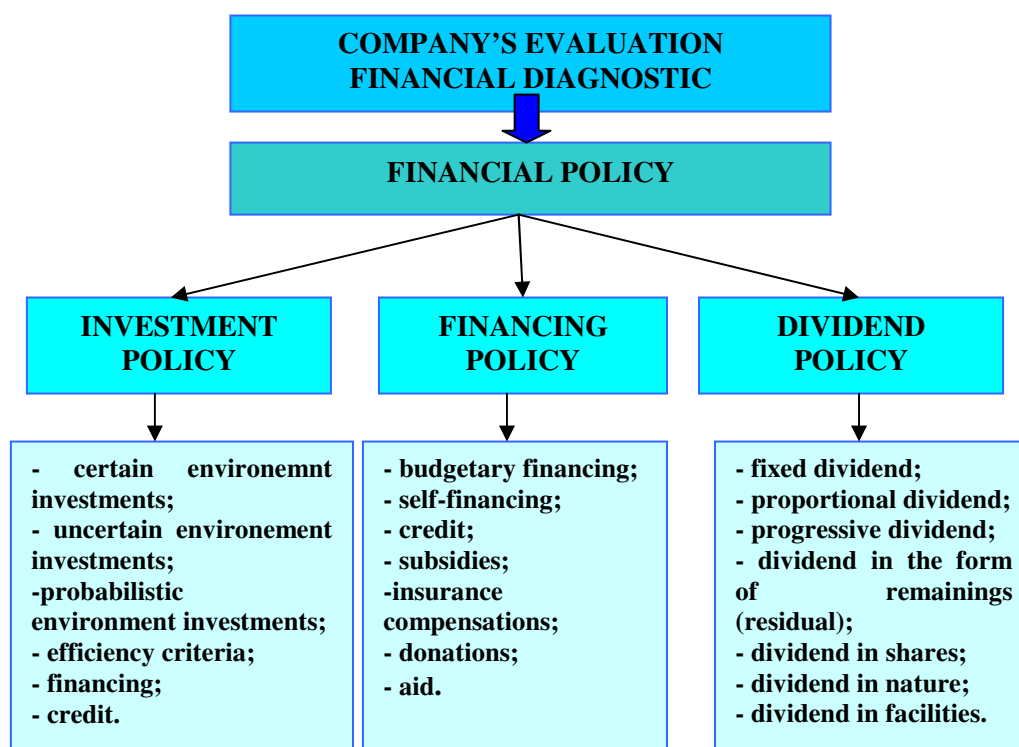 COMPANY’S EVALUATION
FINANCIAL DIAGNOSTIC
FINANCIAL POLICY
INVESTMENT
POLICY
FINANCING
POLICY
DIVIDEND
POLICY
- certain environemnt
investments;
- uncertain environement
investments;
-probabilistic
environment investments;
- efficiency criteria;
- financing;
- credit.
- budgetary financing;
- self-financing;
- credit;
- subsidies;
-insurance
compensations;
- donations;
- aid.
- fixed dividend;
- proportional dividend;
- progressive dividend;
- dividend in the form
of remainings
(residual);
- dividend in shares;
- dividend in nature;
- dividend in facilities.